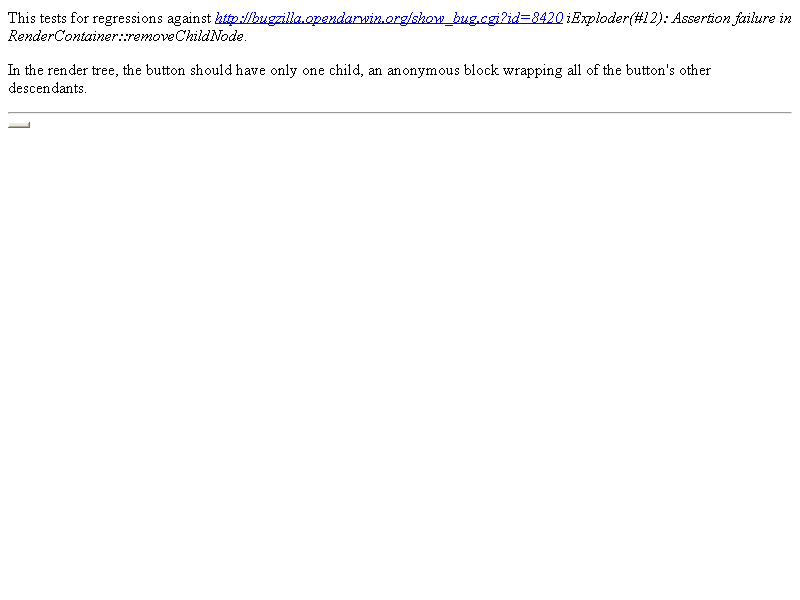 This tests for regressions against http://bugzilla.opendarwin.org/show_bug.cgi?id=8420 iExploder(#12): Assertion failure in
RenderContainer::removeChildNode.
In the render tree, the button should have only one child, an anonymous block wrapping all of the button's other
descendants.